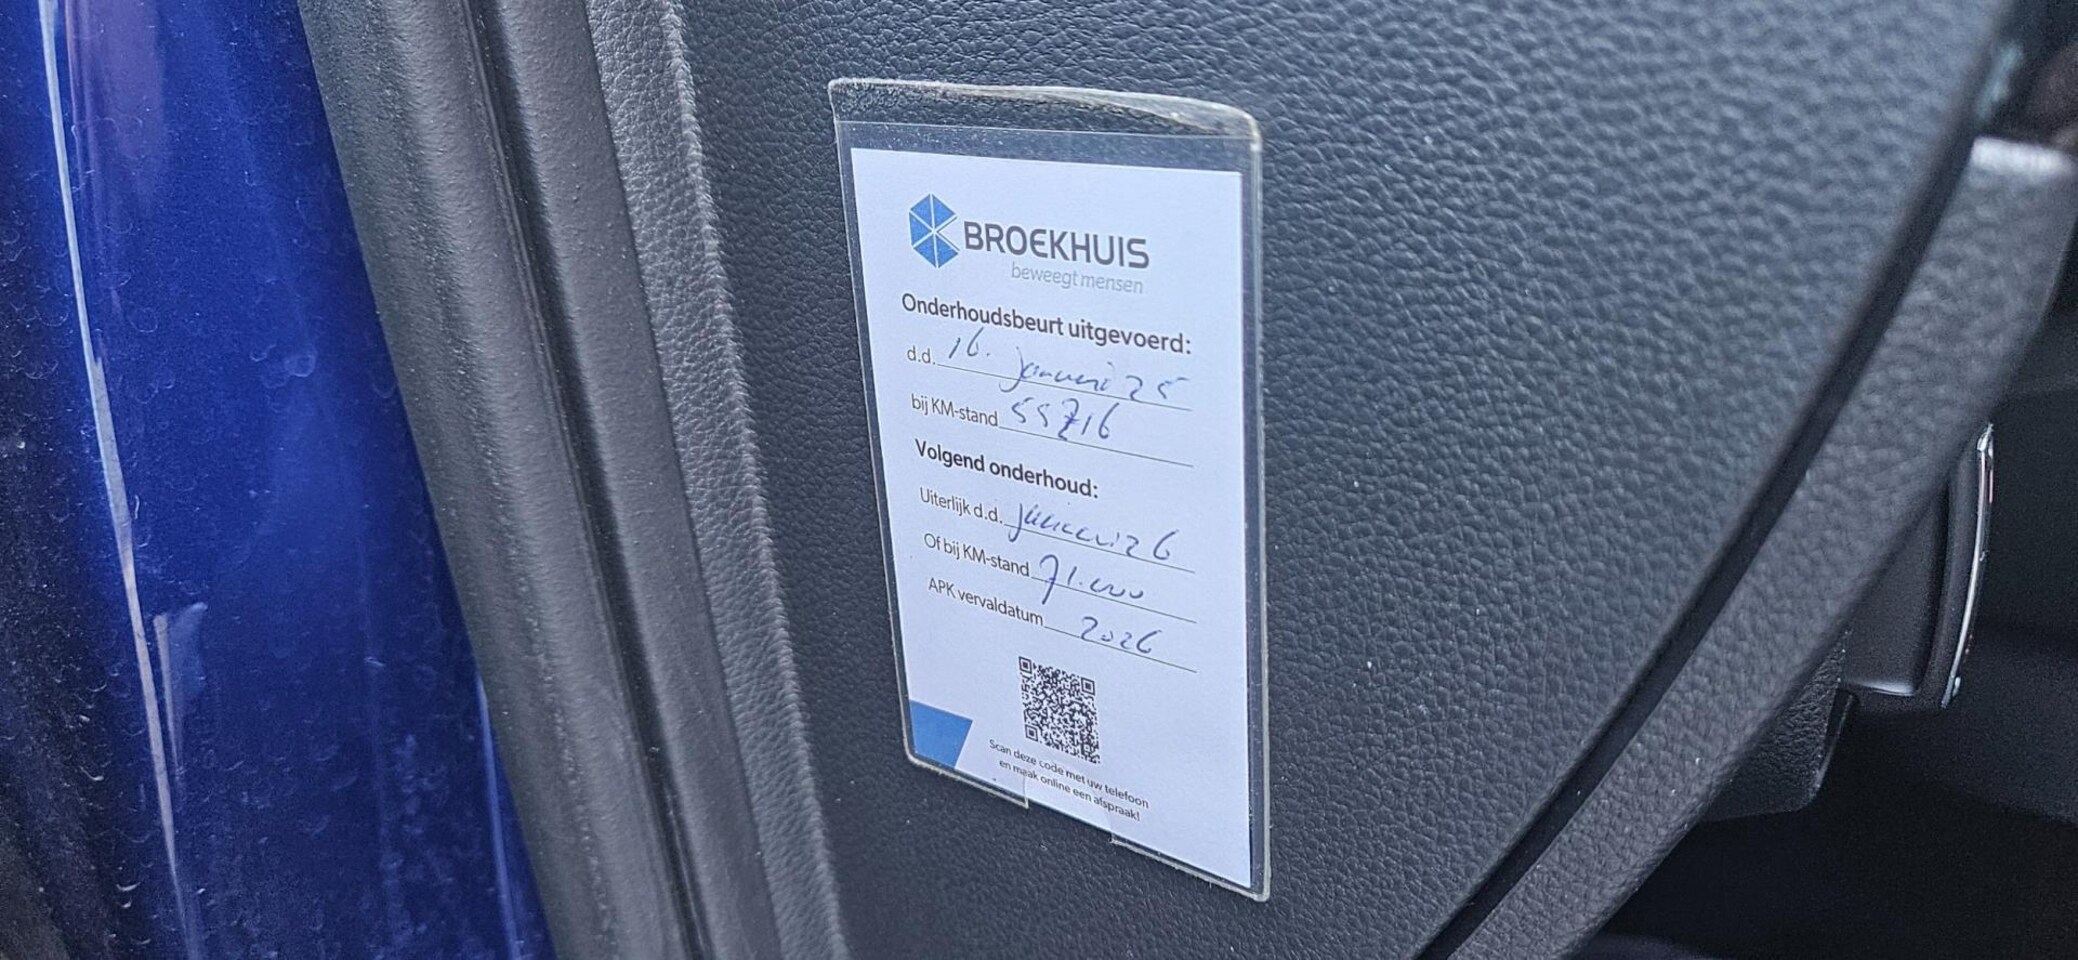 BROEKHUIS
beweegt mensen
Onderhoudsbeurt uitgevoerd:
d.d. 16. januari 25
bij KM-stand 55716
Volgend onderhoud:
Uiterlijk d.d. januari 26
Of bij KM-stand 71.000
APK vervaldatum 2026
Scan deze code met uw telefoon
en maak online een afspraak!